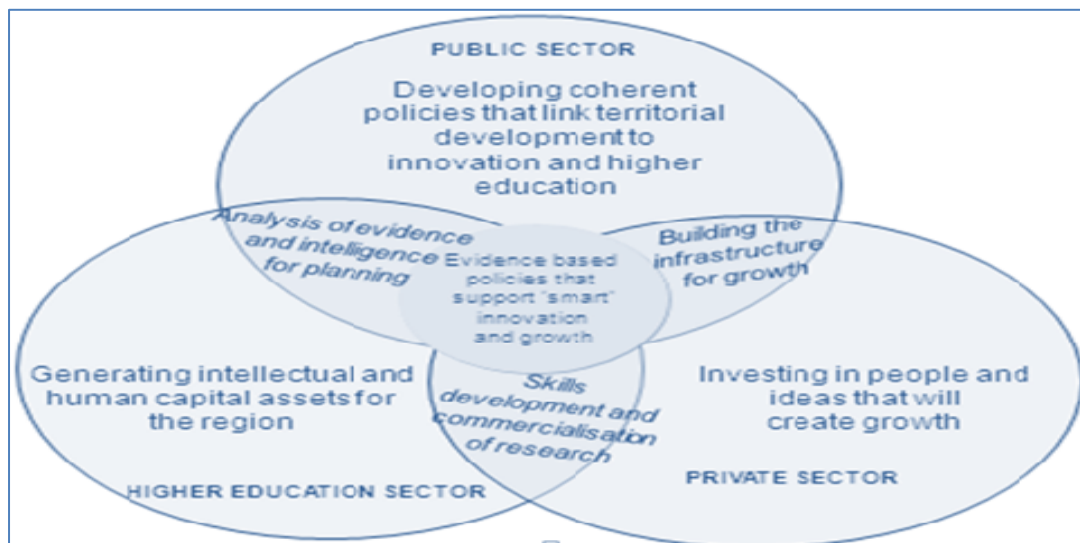 PUBLIC SECTOR
Developing coherent
policies that link territorial
development to
innovation and higher
education
Analysis of evidence
and intelligence
for planning
Building the
infrastructure
for growth
Evidence based
policies that
support “smart”
innovation
and growth
Generating intellectual and
human capital assets for
the region
HIGHER EDUCATION SECTOR
Skills
development and
commercialisation
of research
Investing in people and
ideas that will
create growth
PRIVATE SECTOR